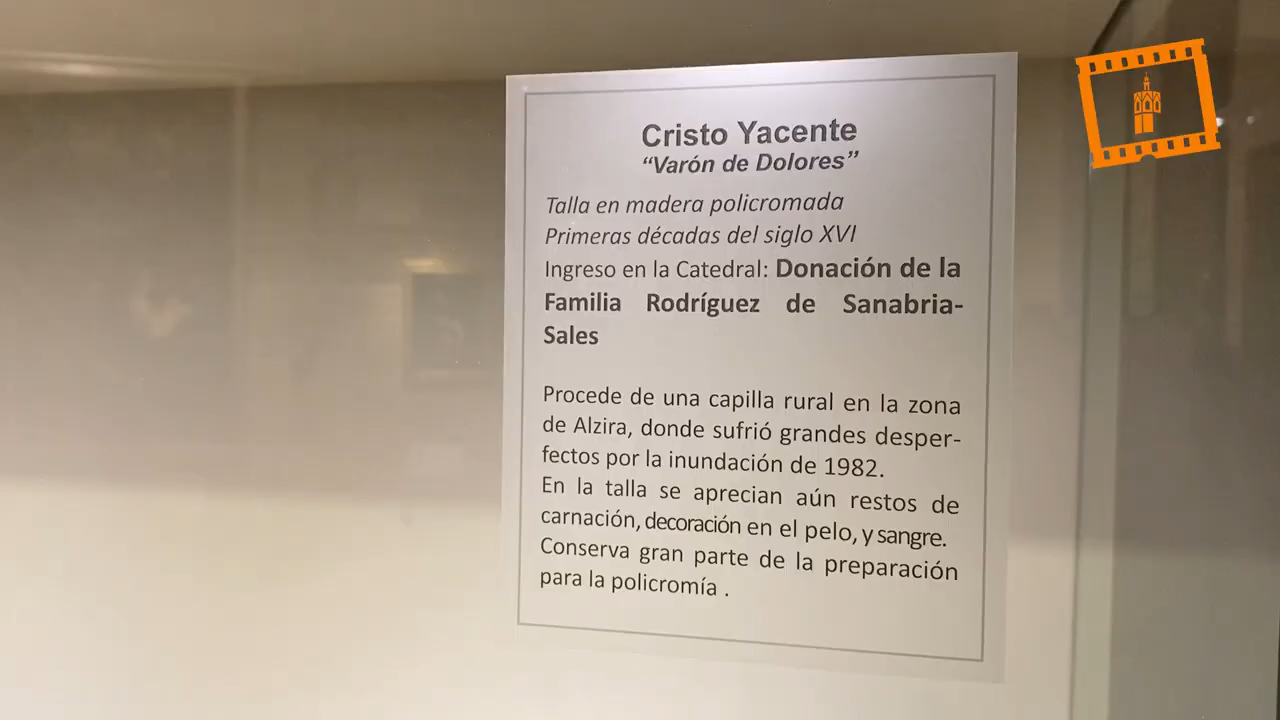 Cristo Yacente
“Varón de Dolores”
Talla en madera policromada
Primeras décadas del siglo XVI
Ingreso en la Catedral: Donación de la
Familia Rodríguez de Sanabria-
Sales
Procede de una capilla rural en la zona
de Alzira, donde sufrió grandes desper-
fectos por la inundación de 1982.
En la talla se aprecian aún restos de
carnación, decoración en el pelo, y sangre.
Conserva gran parte de la preparación
para la policromía .